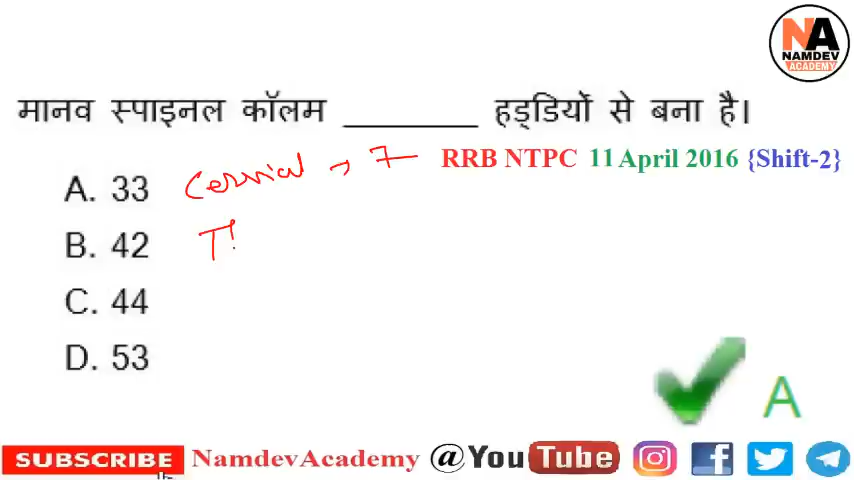 NA
NAMDEV
ACADEMY
मानव स्पाइनल कॉलम ________ हड्डियों से बना है।
RRB NTPC 11 April 2016 {Shift-2}
A. 33 Cervical → 7
B. 42 T
C. 44
D. 53
A
SUBSCRIBE NamdevAcademy @YouTube